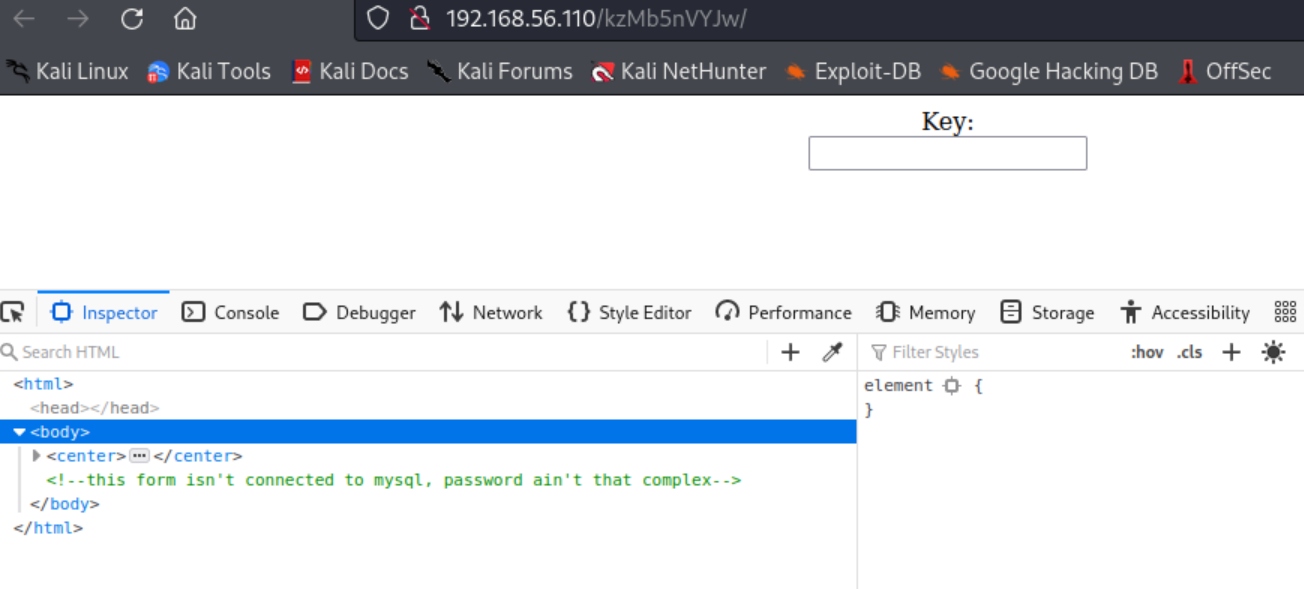 192.168.56.110/kzMb5nVYJw/
Kali Linux Kali Tools Kali Docs Kali Forums Kali NetHunter Exploit-DB Google Hacking DB OffSec
Key:
Inspector Console Debugger Network Style Editor Performance Memory Storage Accessibility
Search HTML + Filter Styles :hov .cls +
<html>
<head></head>
<body>
<center>...</center>
<!--this form isn't connected to mysql, password ain't that complex-->
</body>
</html>
element {
}